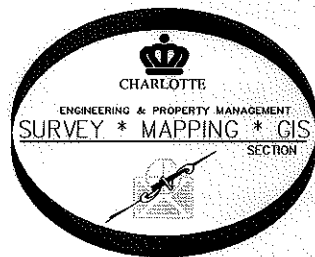 CHARLOTTE
ENGINEERING & PROPERTY MANAGEMENT
SURVEY * MAPPING * GIS
SECTION
N